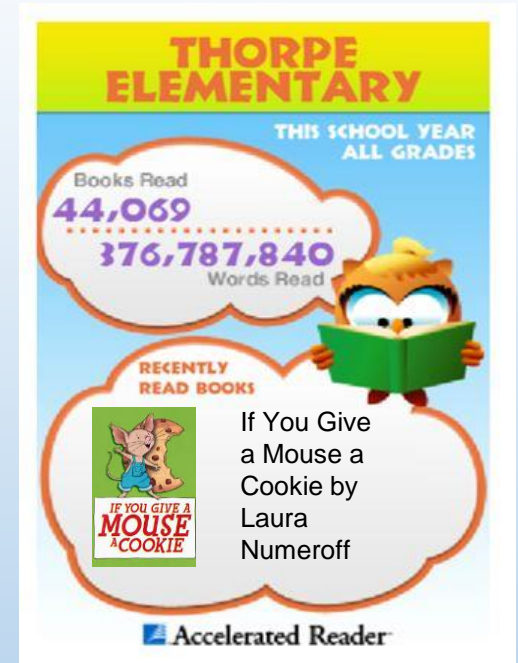 THORPE
ELEMENTARY
THIS SCHOOL YEAR
ALL GRADES
Books Read
44,069
376,787,840
Words Read
RECENTLY
READ BOOKS
IF YOU GIVE A
MOUSE
A COOKIE
If You Give
a Mouse a
Cookie by
Laura
Numeroff
Accelerated Reader